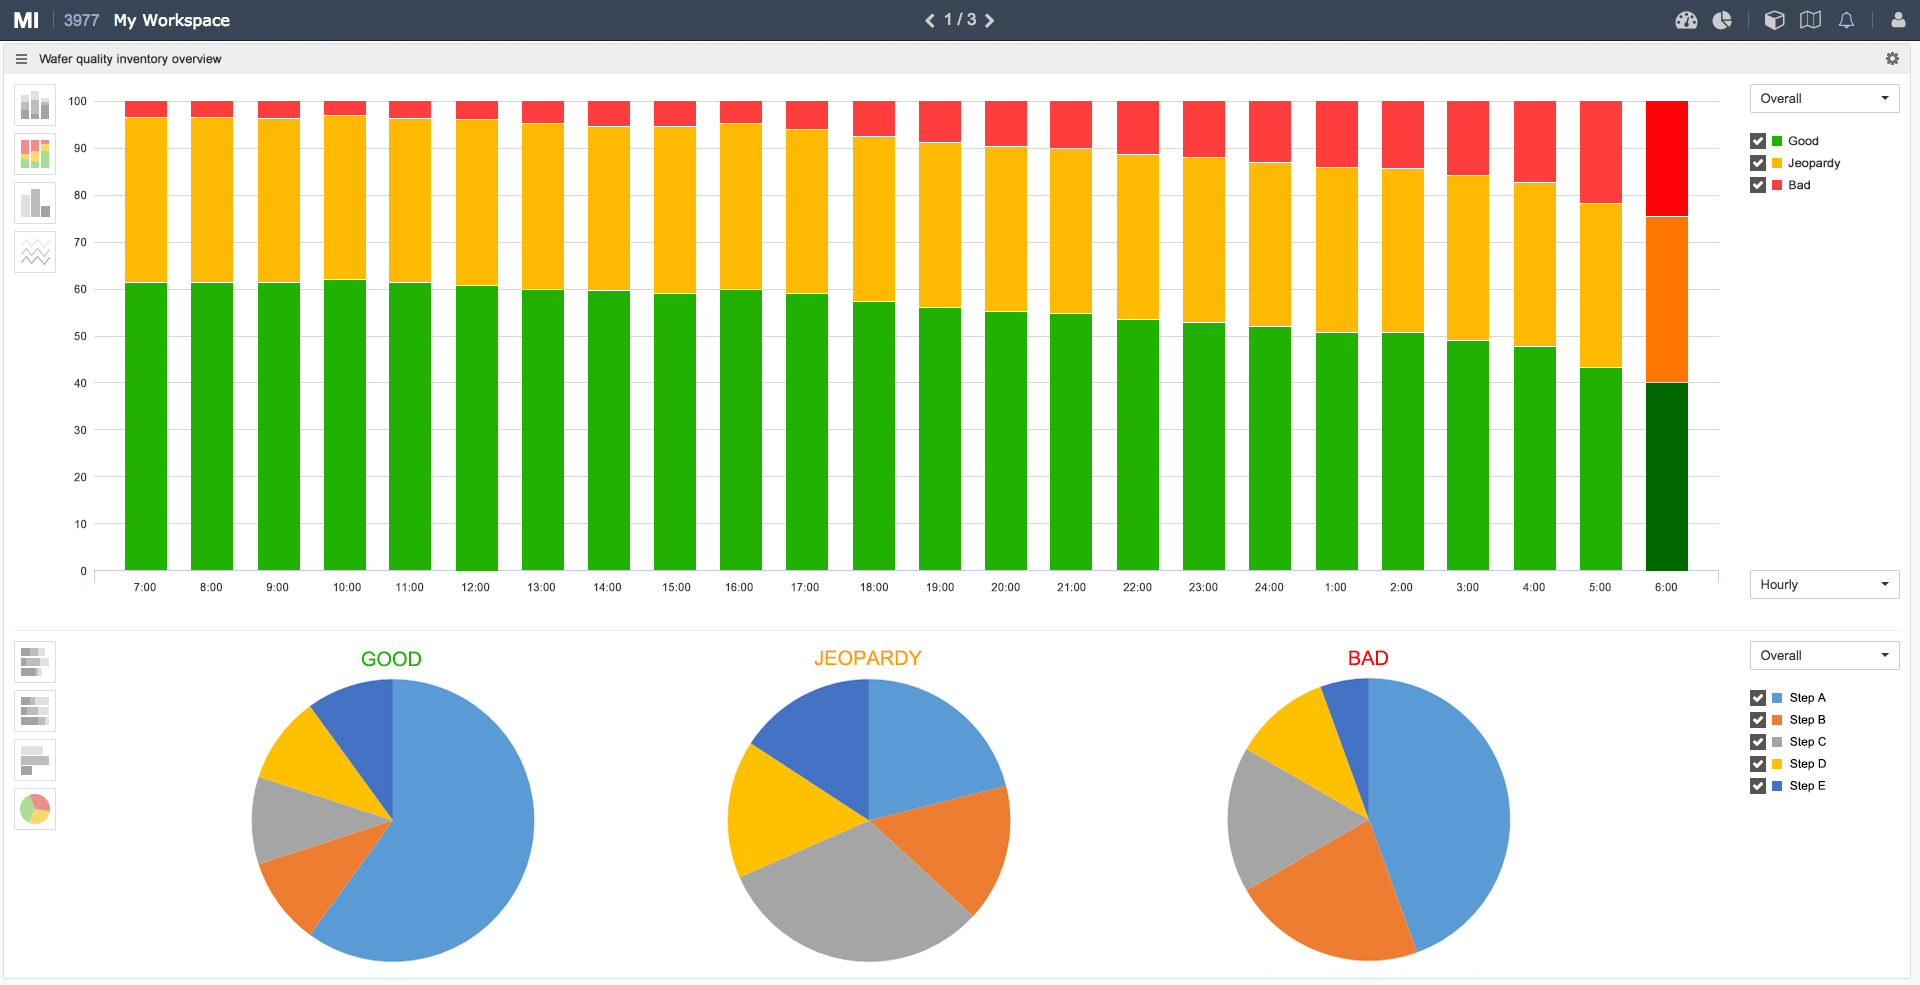 MI 3977 My Workspace 1 / 3
Wafer quality inventory overview
100
90
80
70
60
50
40
30
20
10
0
7:00 8:00 9:00 10:00 11:00 12:00 13:00 14:00 15:00 16:00 17:00 18:00 19:00 20:00 21:00 22:00 23:00 24:00 1:00 2:00 3:00 4:00 5:00 6:00
Overall
Good
Jeopardy
Bad
Hourly
GOOD JEOPARDY BAD
Overall
Step A
Step B
Step C
Step D
Step E